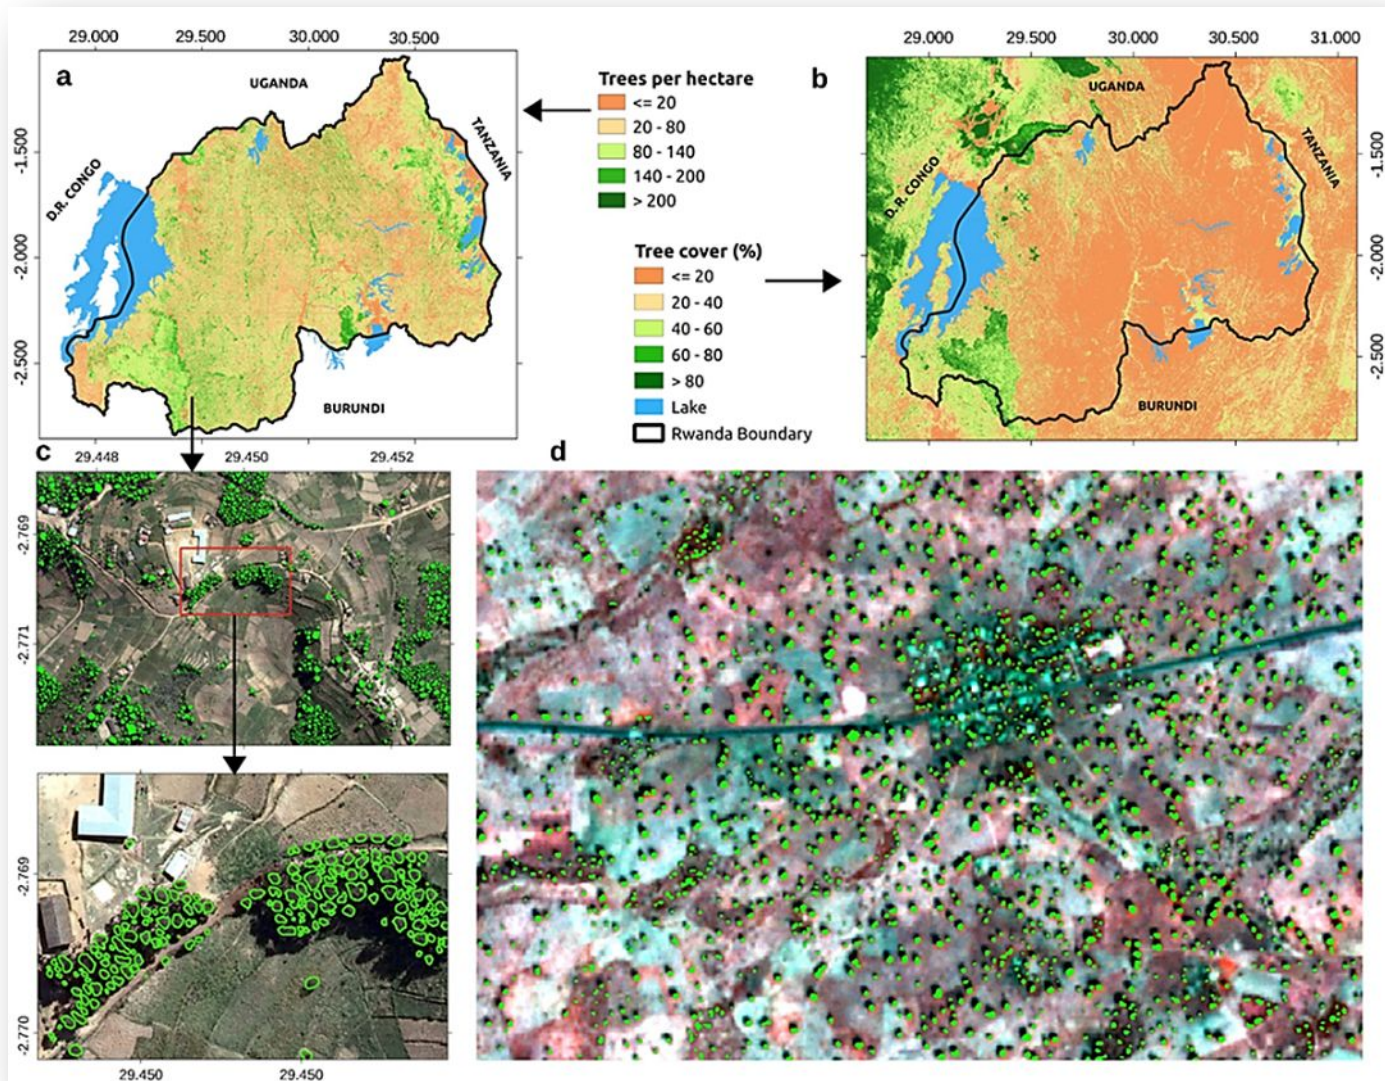 29.000 29.500 30.000 30.500
a
UGANDA
TANZANIA
D.R. CONGO
BURUNDI
-1.500
-2.000
-2.500
Trees per hectare
<= 20
20 - 80
80 - 140
140 - 200
> 200
Tree cover (%)
<= 20
20 - 40
40 - 60
60 - 80
> 80
Lake
Rwanda Boundary
29.000 29.500 30.000 30.500 31.000
b
UGANDA
TANZANIA
D.R. CONGO
BURUNDI
-1.500
-2.000
-2.500
c
29.448 29.450 29.452
-2.769
-2.771
-2.769
-2.770
29.450 29.450
d